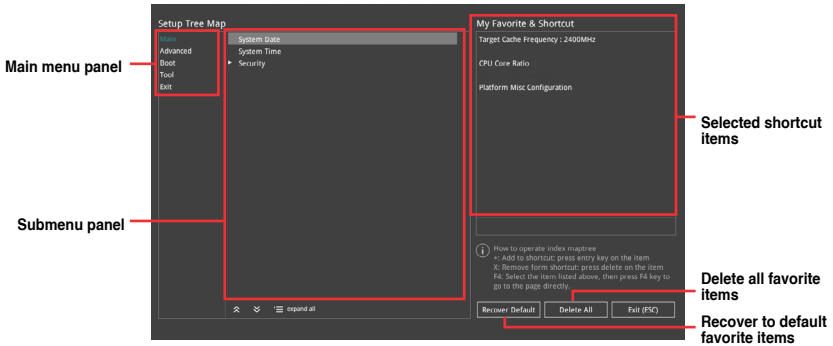 Setup Tree Map
My Favorite & Shortcut
Main
Advanced
Boot
Tool
Exit
System Date
System Time
Security
Target Cache Frequency : 2400MHz
CPU Core Ratio
Platform Misc Configuration
Main menu panel
Selected shortcut
items
Submenu panel
How to operate index maptree
+: Add to shortcut: press entry key on the item
X: Remove form shortcut: press delete on the item
F4: Select the item listed above, then press F4 key to
go to the page directly.
Delete all favorite
items
expand all
Recover Default
Delete All
Exit (ESC)
Recover to default
favorite items